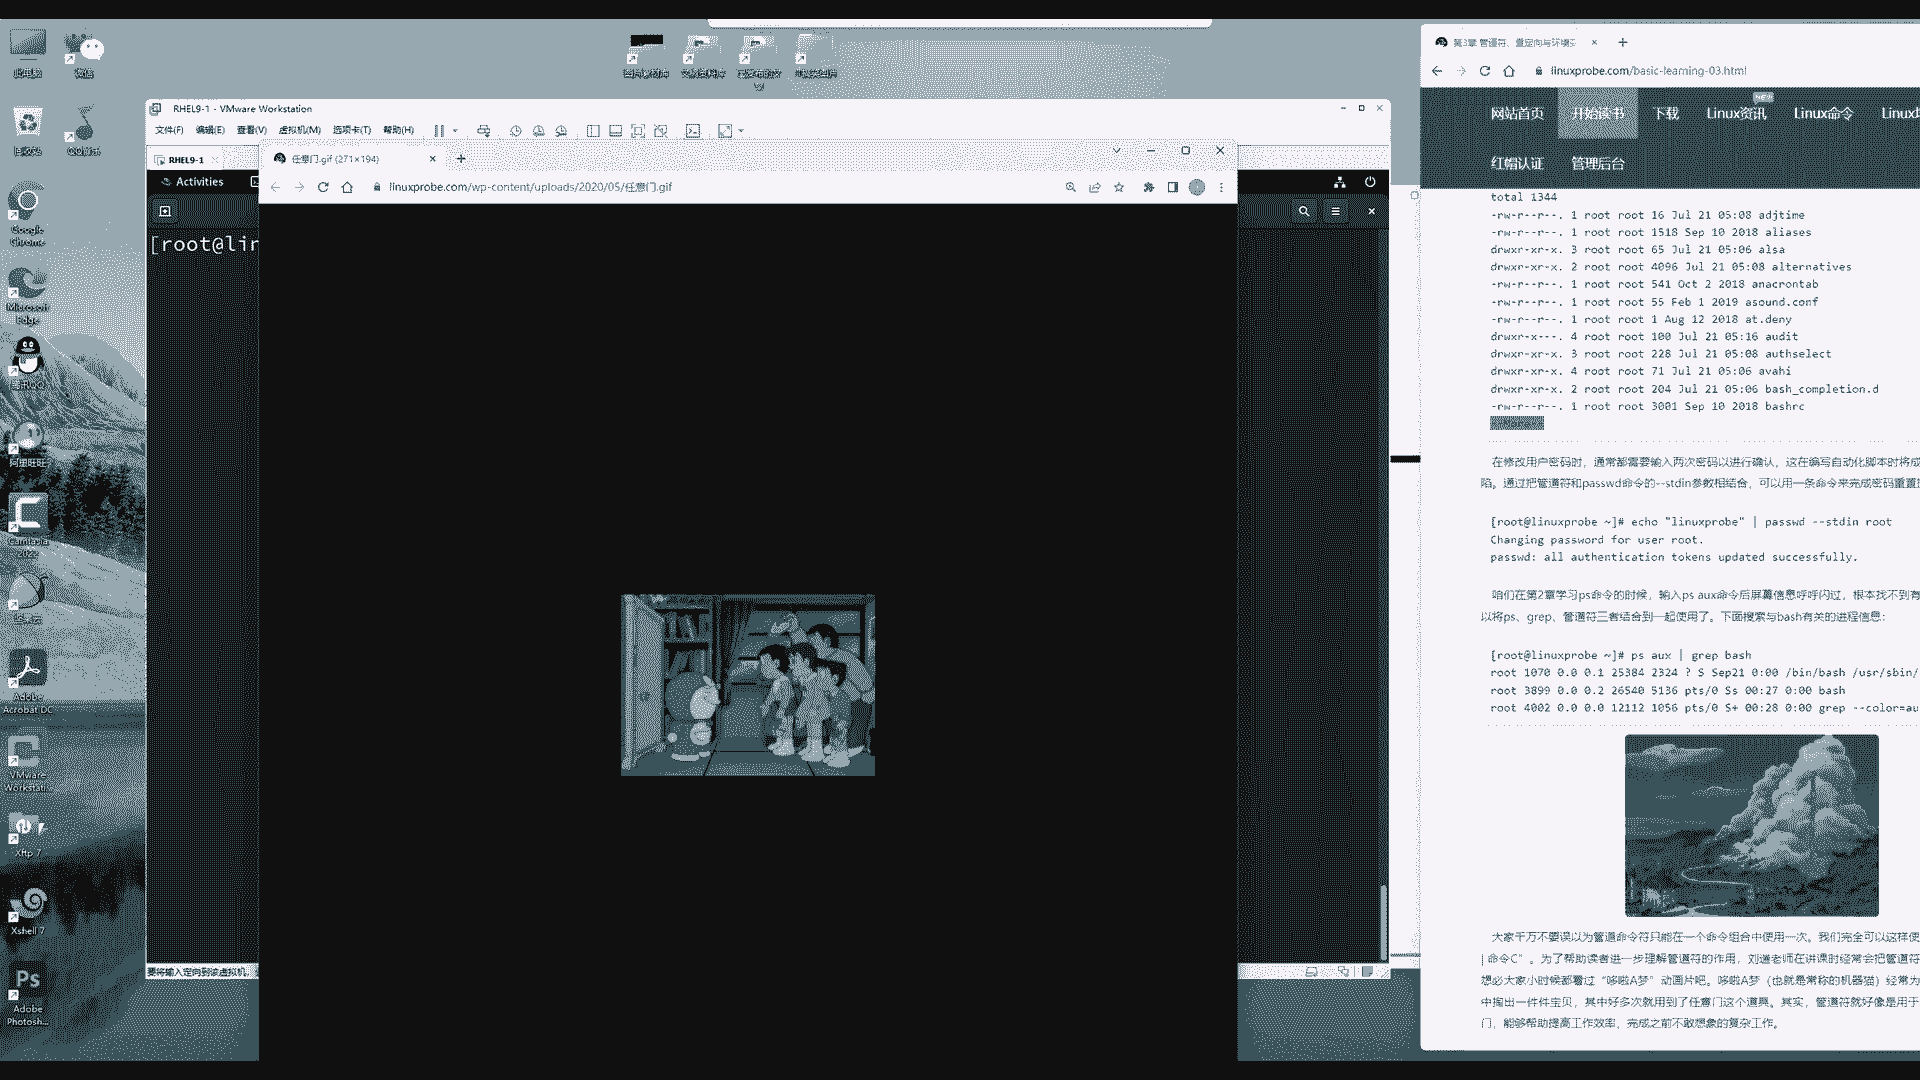 此电脑
微信
回收站
QQ音乐
Google
Chrome
Microsoft
Edge
腾讯QQ
阿里旺旺
Camtasia
2022
坚果云
Adobe
Acrobat DC
VMware
Workstati...
Xftp 7
Xshell 7
Adobe
Photosh...
RHEL9-1 - VMware Workstation
文件(F) 编辑(E) 查看(V) 虚拟机(M) 选项卡(T) 帮助(H)
RHEL9-1
Activities
[root@lin
要将输入定向到该虚拟机,
任意门.gif (271×194)
linuxprobe.com/wp-content/uploads/2020/05/任意门.gif
第3章 管道符、重定向与环境变
linuxprobe.com/basic-learning-03.html
网站首页 开始读书 下载 Linux资讯 NEW Linux命令
红帽认证 管理后台
total 1344
-rw-r--r--. 1 root root 16 Jul 21 05:08 adjtime
-rw-r--r--. 1 root root 1518 Sep 10 2018 aliases
drwxr-xr-x. 3 root root 65 Jul 21 05:06 alsa
drwxr-xr-x. 2 root root 4096 Jul 21 05:08 alternatives
-rw-r--r--. 1 root root 541 Oct 2 2018 anacrontab
-rw-r--r--. 1 root root 55 Feb 1 2019 asound.conf
-rw-r--r--. 1 root root 1 Aug 12 2018 at.deny
drwxr-x---. 4 root root 100 Jul 21 05:16 audit
drwxr-xr-x. 3 root root 228 Jul 21 05:08 authselect
drwxr-xr-x. 4 root root 71 Jul 21 05:06 avahi
drwxr-xr-x. 2 root root 204 Jul 21 05:06 bash_completion.d
-rw-r--r--. 1 root root 3001 Sep 10 2018 bashrc
在修改用户密码时，通常都需要输入两次密码以进行确认，这在编写自动化脚本时将成
陷。通过把管道符和passwd命令的--stdin参数相结合，可以用一条命令来完成密码重置
[root@linuxprobe ~]# echo "linuxprobe" | passwd --stdin root
Changing password for user root.
passwd: all authentication tokens updated successfully.
咱们在第2章学习ps命令的时候，输入ps aux命令后屏幕信息呼呼闪过，根本找不到有
以将ps、grep、管道符三者结合到一起使用了。下面搜索与bash有关的进程信息：
[root@linuxprobe ~]# ps aux | grep bash
root 1070 0.0 0.1 25384 2324 ? S Sep21 0:00 /bin/bash /usr/sbin/
root 3899 0.0 0.2 26540 5136 pts/0 Ss 00:27 0:00 bash
root 4002 0.0 0.0 12112 1056 pts/0 S+ 00:28 0:00 grep --color=au
大家千万不要误以为管道命令符只能在一个命令组合中使用一次。我们完全可以这样使
| 命令C”。为了帮助读者进一步理解管道符的作用，刘遄老师在讲课时经常会把管道符
想必大家小时候都看过“哆啦A梦”动画片吧。哆啦A梦（也就是常称的机器猫）经常为
中掏出一件件宝贝，其中好多次就用到了任意门这个道具。其实，管道符就好像是用于
门，能够帮助提高工作效率，完成之前不敢想象的复杂工作。